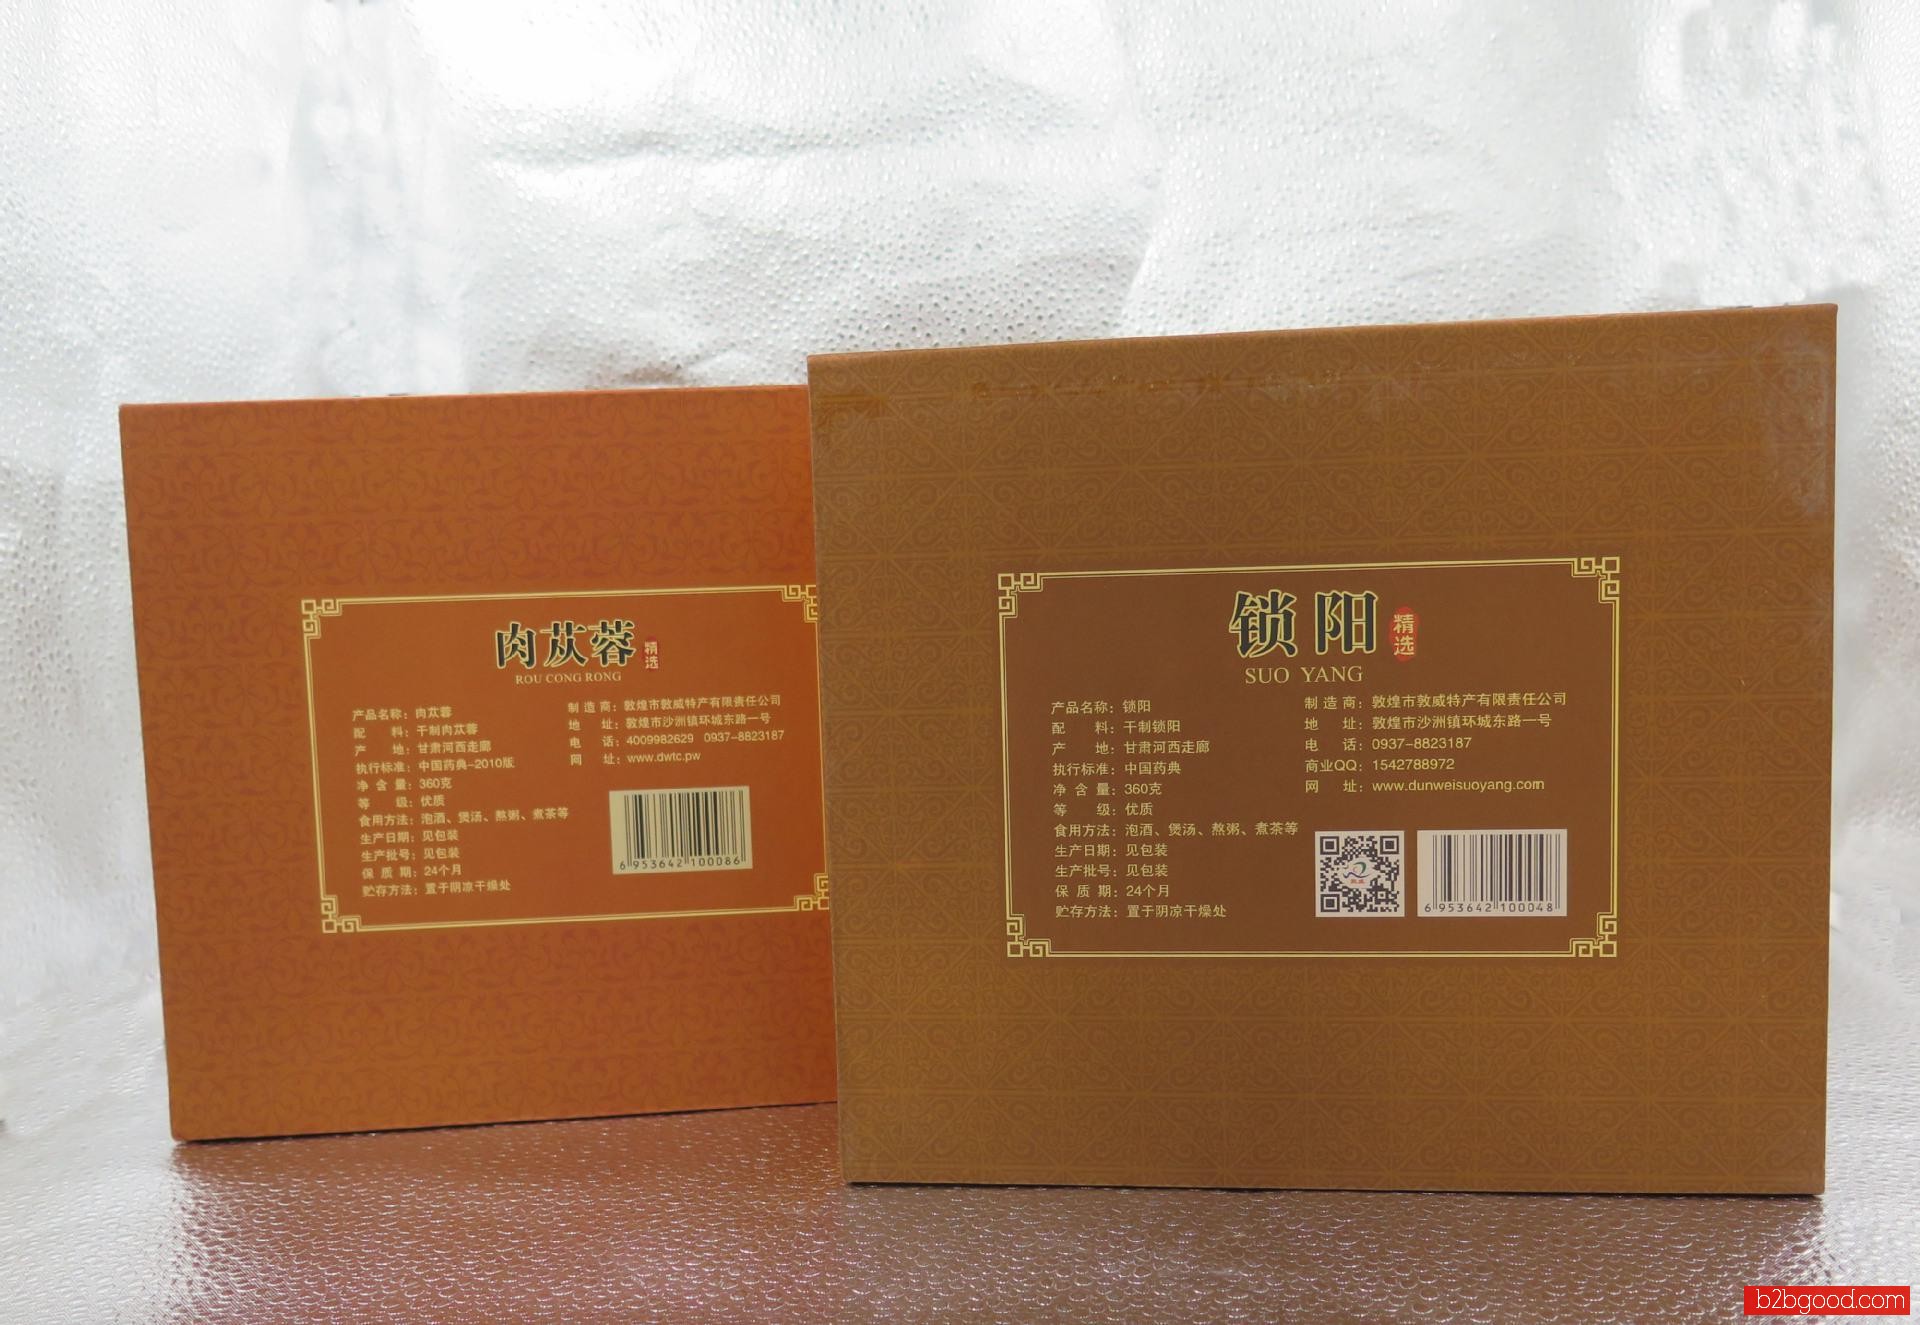 肉苁蓉 精选
ROU CONG RONG
产品名称：肉苁蓉
配 料：干制肉苁蓉
产 地：甘肃河西走廊
执行标准：中国药典-2010版
净 含 量：360克
等 级：优质
食用方法：泡酒、煲汤、熬粥、煮茶等
生产日期：见包装
生产批号：见包装
保 质 期：24个月
贮存方法：置于阴凉干燥处
制 造 商：敦煌市敦威特产有限责任公司
地 址：敦煌市沙洲镇环城东路一号
电 话：4009982629 0937-8823187
网 址：www.dwtc.pw
6 953642 100086
锁阳 精选
SUO YANG
产品名称：锁阳
配 料：干制锁阳
产 地：甘肃河西走廊
执行标准：中国药典
净 含 量：360克
等 级：优质
食用方法：泡酒、煲汤、熬粥、煮茶等
生产日期：见包装
生产批号：见包装
保 质 期：24个月
贮存方法：置于阴凉干燥处
制 造 商：敦煌市敦威特产有限责任公司
地 址：敦煌市沙洲镇环城东路一号
电 话：0937-8823187
商业QQ：1542788972
网 址：www.dunweisuoyang.com
6 953642 100048
b2bgood.com